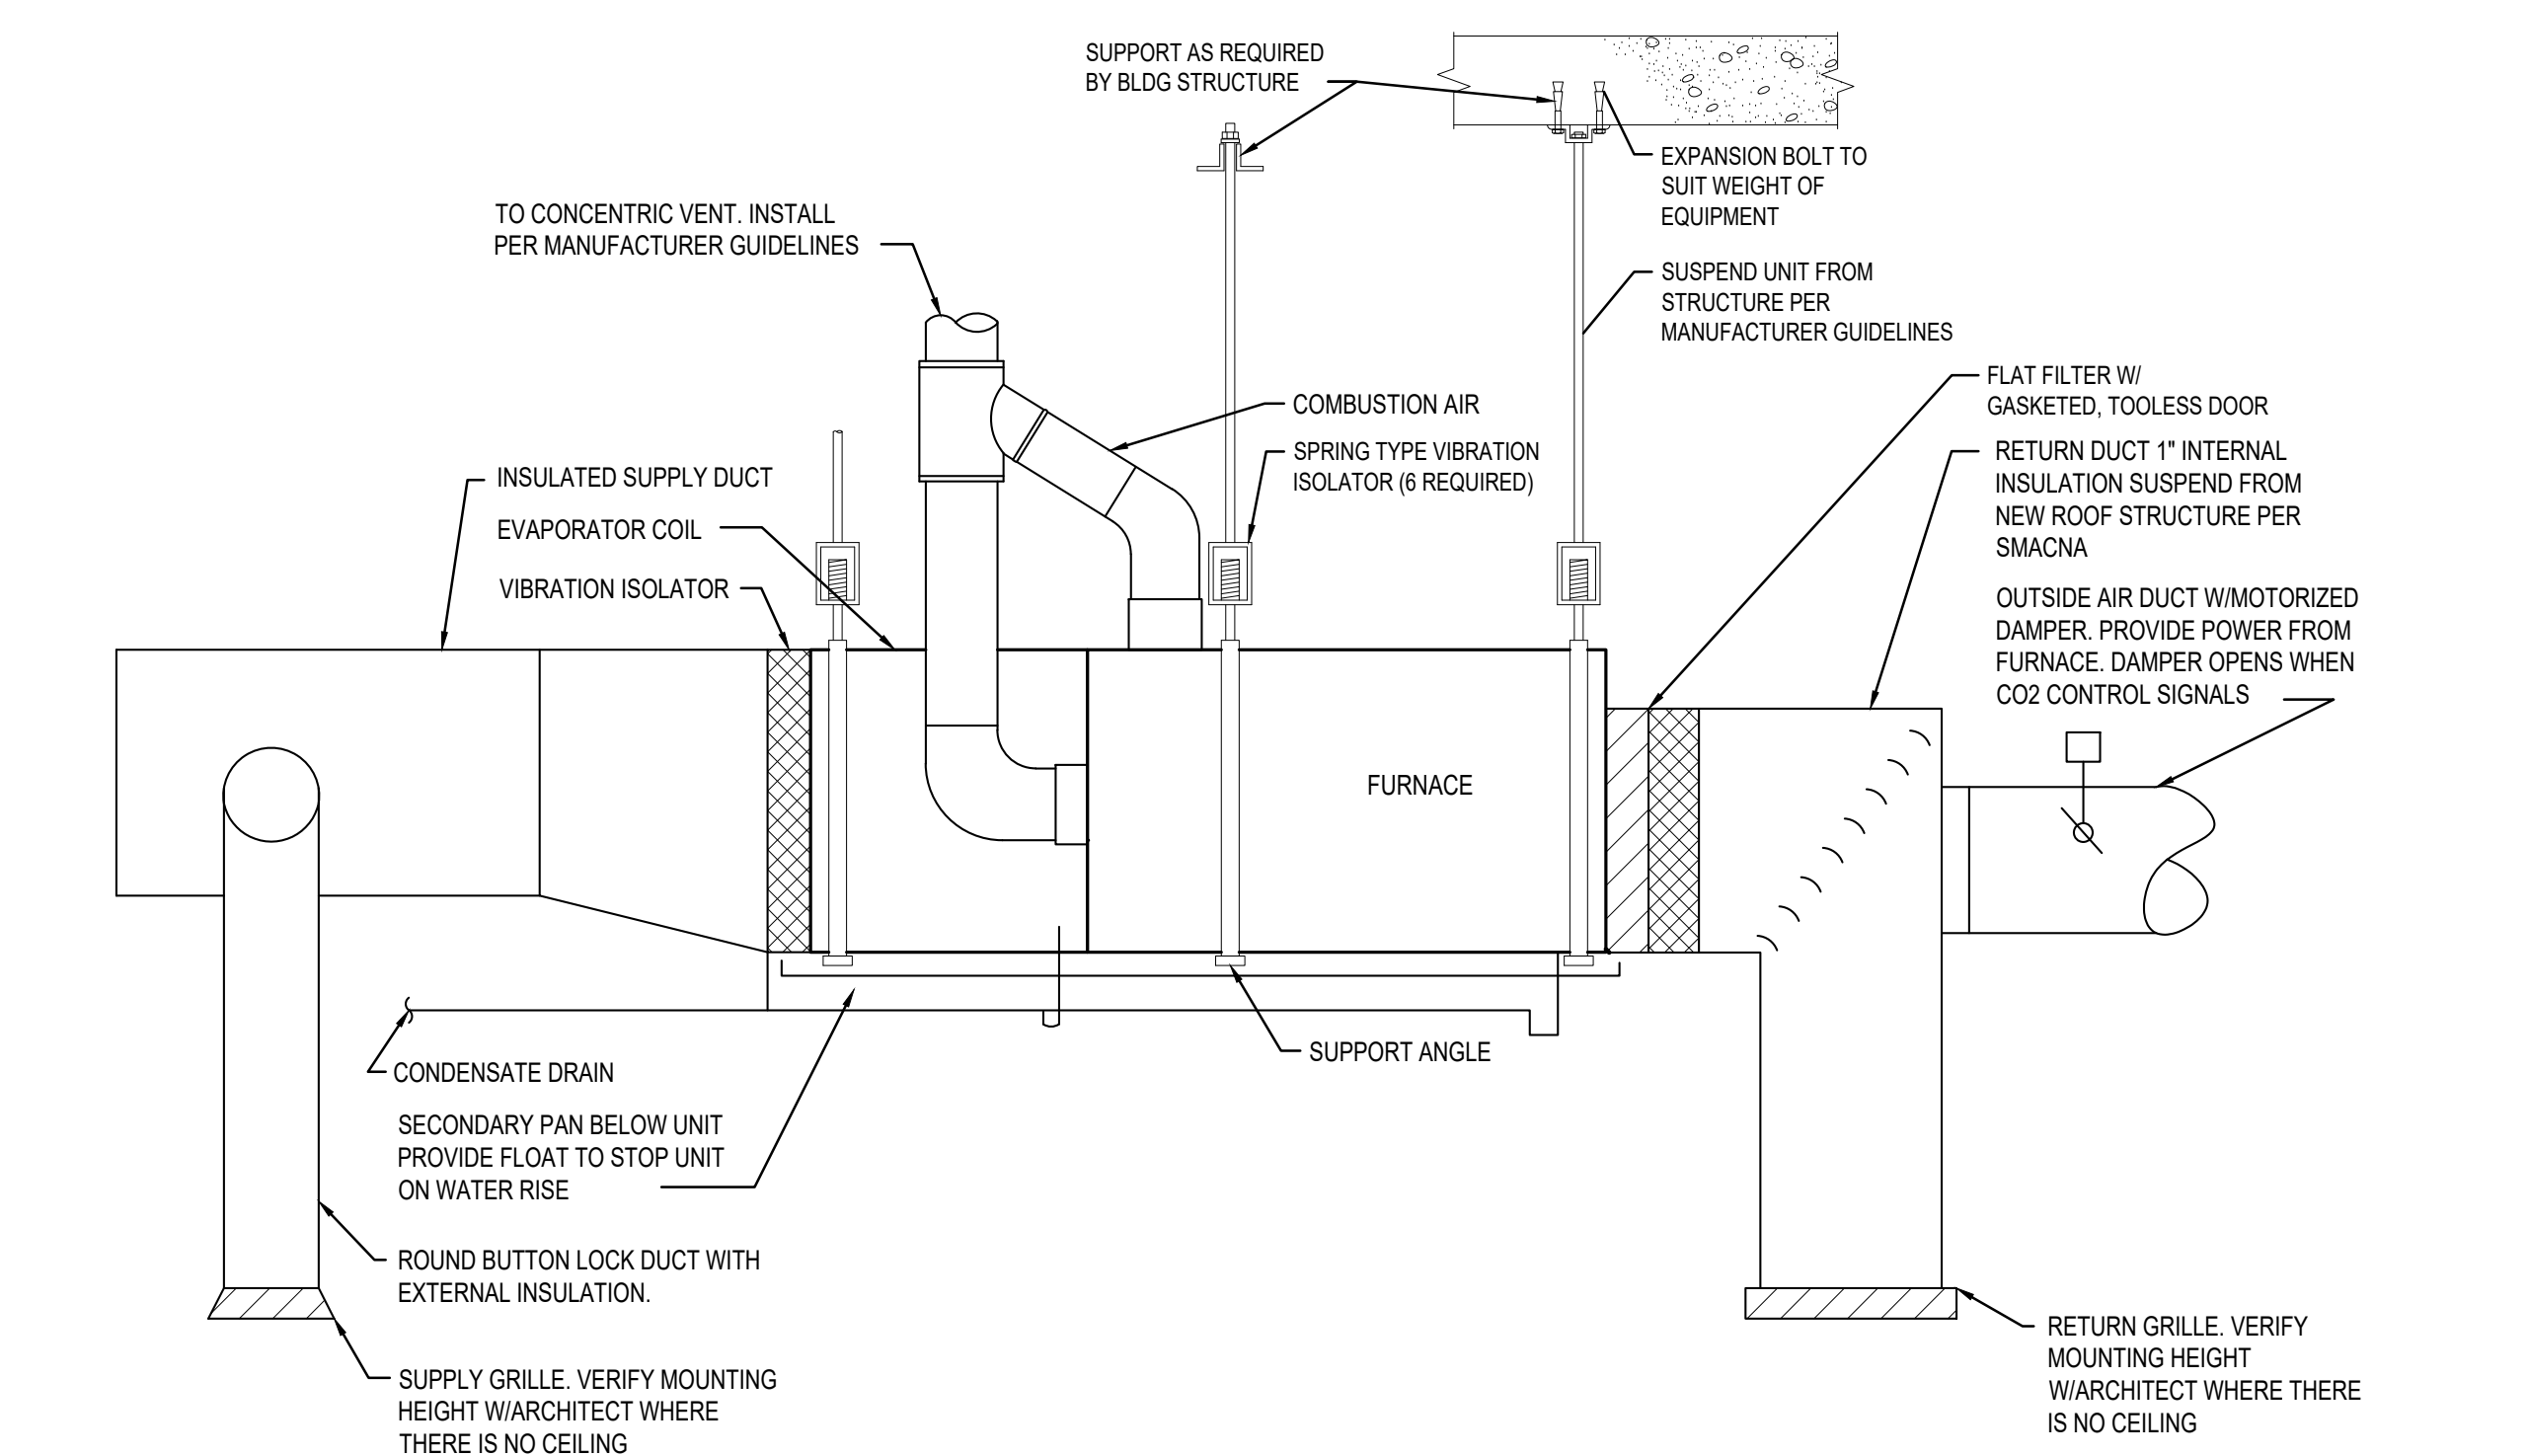 SUPPORT AS REQUIRED
BY BLDG STRUCTURE
EXPANSION BOLT TO
SUIT WEIGHT OF
EQUIPMENT
TO CONCENTRIC VENT. INSTALL
PER MANUFACTURER GUIDELINES
SUSPEND UNIT FROM
STRUCTURE PER
MANUFACTURER GUIDELINES
FLAT FILTER W/
GASKETED, TOOLESS DOOR
COMBUSTION AIR
SPRING TYPE VIBRATION
ISOLATOR (6 REQUIRED)
RETURN DUCT 1" INTERNAL
INSULATION SUSPEND FROM
NEW ROOF STRUCTURE PER
SMACNA
INSULATED SUPPLY DUCT
EVAPORATOR COIL
VIBRATION ISOLATOR
OUTSIDE AIR DUCT W/MOTORIZED
DAMPER. PROVIDE POWER FROM
FURNACE. DAMPER OPENS WHEN
CO2 CONTROL SIGNALS
FURNACE
SUPPORT ANGLE
CONDENSATE DRAIN
SECONDARY PAN BELOW UNIT
PROVIDE FLOAT TO STOP UNIT
ON WATER RISE
ROUND BUTTON LOCK DUCT WITH
EXTERNAL INSULATION.
SUPPLY GRILLE. VERIFY MOUNTING
HEIGHT W/ARCHITECT WHERE
THERE IS NO CEILING
RETURN GRILLE. VERIFY
MOUNTING HEIGHT
W/ARCHITECT WHERE THERE
IS NO CEILING